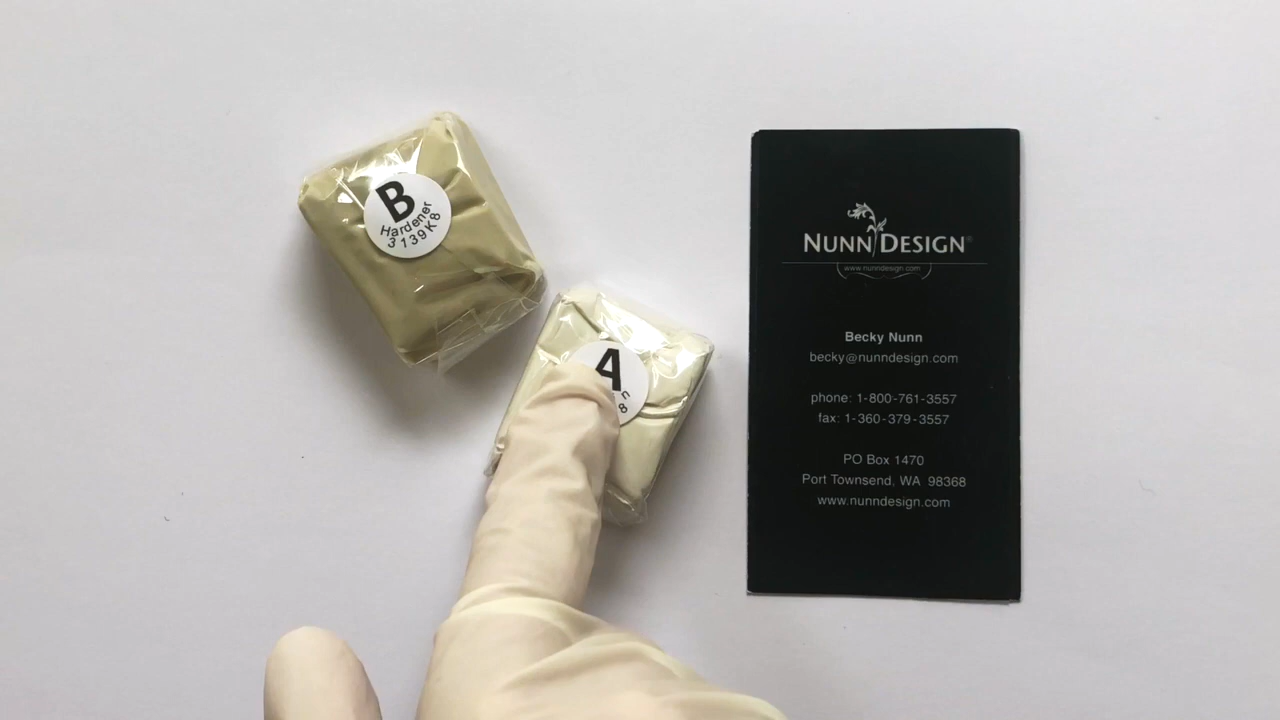 B
Hardener
3139K8
A
8
NUNN DESIGN®
www.nunndesign.com
Becky Nunn
becky@nunndesign.com
phone: 1-800-761-3557
fax: 1-360-379-3557
PO Box 1470
Port Townsend, WA 98368
www.nunndesign.com